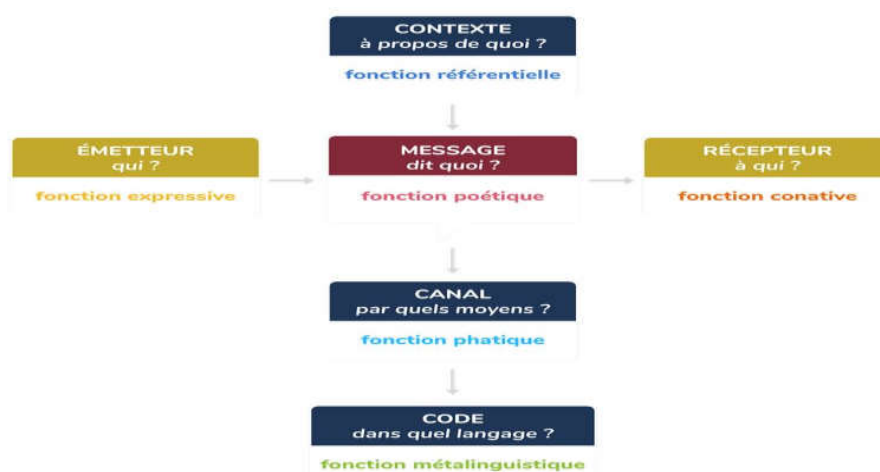 CONTEXTE
à propos de quoi ?
fonction référentielle
ÉMETTEUR
qui ?
fonction expressive
MESSAGE
dit quoi ?
fonction poétique
RÉCEPTEUR
à qui ?
fonction conative
CANAL
par quels moyens ?
fonction phatique
CODE
dans quel langage ?
fonction métalinguistique